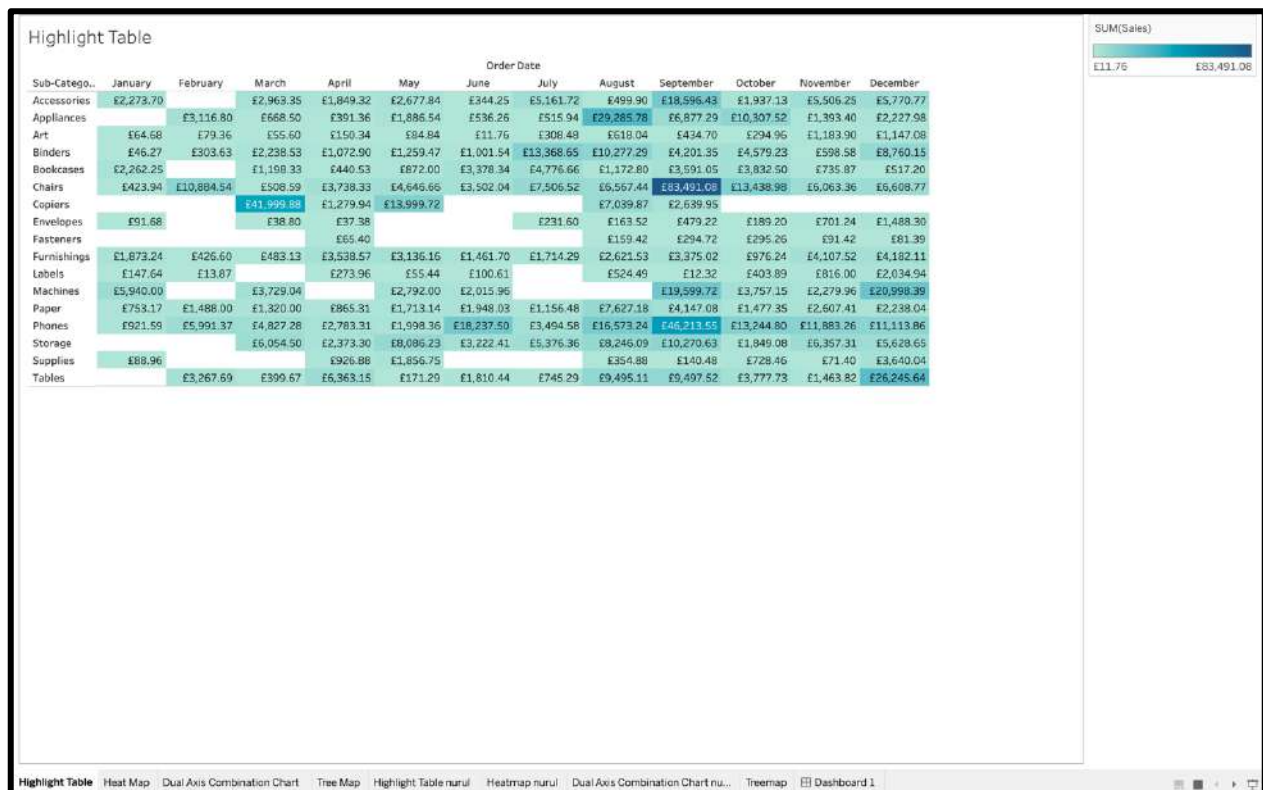 Highlight Table
Order Date
Sub-Catego.. January February March April May June July August September October November December
Accessories £2,273.70 £2,963.35 £1,849.32 £2,677.84 £344.25 £5,161.72 £499.90 £18,596.43 £1,937.13 £5,506.25 £5,770.77
Appliances £3,116.80 £668.50 £391.36 £1,886.54 £536.26 £515.94 £29,285.78 £6,877.29 £10,307.52 £1,393.40 £2,227.98
Art £64.68 £79.36 £55.60 £150.34 £84.84 £11.76 £308.48 £618.04 £434.70 £294.96 £1,183.90 £1,147.08
Binders £46.27 £303.63 £2,238.53 £1,072.90 £1,259.47 £1,001.54 £13,368.65 £10,277.29 £4,201.35 £4,579.23 £598.58 £8,760.15
Bookcases £2,262.25 £1,198.33 £440.53 £872.00 £3,378.34 £4,776.66 £1,172.80 £3,591.05 £3,832.50 £735.87 £517.20
Chairs £423.94 £10,884.54 £508.59 £3,738.33 £4,646.66 £3,502.04 £7,506.52 £6,567.44 £83,491.08 £13,438.98 £6,063.36 £6,608.77
Copiers £41,999.88 £1,279.94 £13,999.72 £7,039.87 £2,639.95
Envelopes £91.68 £38.80 £37.38 £231.60 £163.52 £479.22 £189.20 £701.24 £1,488.30
Fasteners £65.40 £159.42 £294.72 £295.26 £91.42 £81.39
Furnishings £1,873.24 £426.60 £483.13 £3,538.57 £3,136.16 £1,461.70 £1,714.29 £2,621.53 £3,375.02 £976.24 £4,107.52 £4,182.11
Labels £147.64 £13.87 £273.96 £55.44 £100.61 £524.49 £12.32 £403.89 £816.00 £2,034.94
Machines £5,940.00 £3,729.04 £2,792.00 £2,015.96 £19,599.72 £3,757.15 £2,279.96 £20,998.39
Paper £753.17 £1,488.00 £1,320.00 £865.31 £1,713.14 £1,948.03 £1,156.48 £7,627.18 £4,147.08 £1,477.35 £2,607.41 £2,238.04
Phones £921.59 £5,991.37 £4,827.28 £2,783.31 £1,998.36 £18,237.50 £3,494.58 £16,573.24 £46,213.55 £13,244.80 £11,883.26 £11,113.86
Storage £6,054.50 £2,373.30 £8,086.23 £3,222.41 £5,376.36 £8,246.09 £10,270.63 £1,849.08 £6,357.31 £5,628.65
Supplies £88.96 £926.88 £1,856.75 £354.88 £140.48 £728.46 £71.40 £3,640.04
Tables £3,267.69 £399.67 £6,363.15 £171.29 £1,810.44 £745.29 £9,495.11 £9,497.52 £3,777.73 £1,463.82 £26,245.64
SUM(Sales)
£11.76 £83,491.08
Highlight Table Heat Map Dual Axis Combination Chart Tree Map Highlight Table nurul Heatmap nurul Dual Axis Combination Chart nu... Treemap Dashboard 1